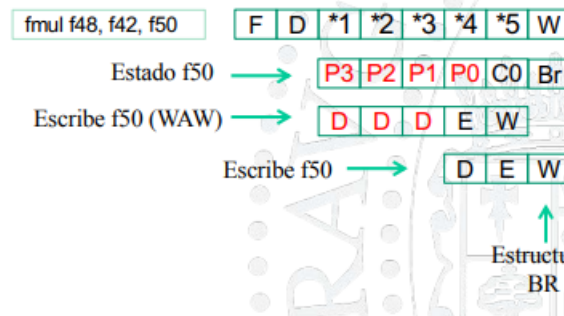 fmul f48, f42, f50 F D *1 *2 *3 *4 *5 W
Estado f50 P3 P2 P1 P0 C0 Br
Escribe f50 (WAW) D D D E W
Escribe f50 D E W
Estructu
BR